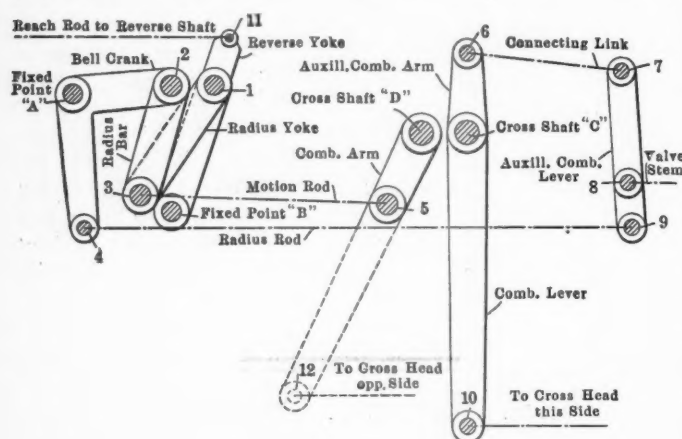 11
Reach Rod to Reverse Shaft
Reverse Yoke
Bell Crank
2
6
Connecting Link
Fixed
Point
"A"
Auxill. Comb. Arm
7
1
Cross Shaft "D"
Radius
Bar
Radius Yoke
Cross Shaft "C"
Comb. Arm
Auxill. Comb.
Lever
Valve
Stem
3
Motion Rod
8
Fixed Point "B"
5
4
Radius Rod
9
Comb. Lever
12
To Cross Head
opp. Side
10
To Cross Head
this Side